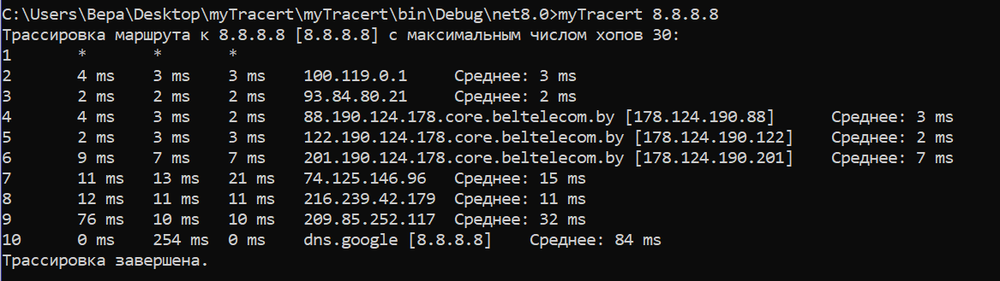 C:\Users\Вера\Desktop\myTracert\myTracert\bin\Debug\net8.0>myTracert 8.8.8.8
Трассировка маршрута к 8.8.8.8 [8.8.8.8] с максимальным числом хопов 30:
1 * * *
2 4 ms 3 ms 3 ms 100.119.0.1 Среднее: 3 ms
3 2 ms 2 ms 2 ms 93.84.80.21 Среднее: 2 ms
4 4 ms 3 ms 2 ms 88.190.124.178.core.beltelecom.by [178.124.190.88] Среднее: 3 ms
5 2 ms 3 ms 3 ms 122.190.124.178.core.beltelecom.by [178.124.190.122] Среднее: 2 ms
6 9 ms 7 ms 7 ms 201.190.124.178.core.beltelecom.by [178.124.190.201] Среднее: 7 ms
7 11 ms 13 ms 21 ms 74.125.146.96 Среднее: 15 ms
8 12 ms 11 ms 11 ms 216.239.42.179 Среднее: 11 ms
9 76 ms 10 ms 10 ms 209.85.252.117 Среднее: 32 ms
10 0 ms 254 ms 0 ms dns.google [8.8.8.8] Среднее: 84 ms
Трассировка завершена.